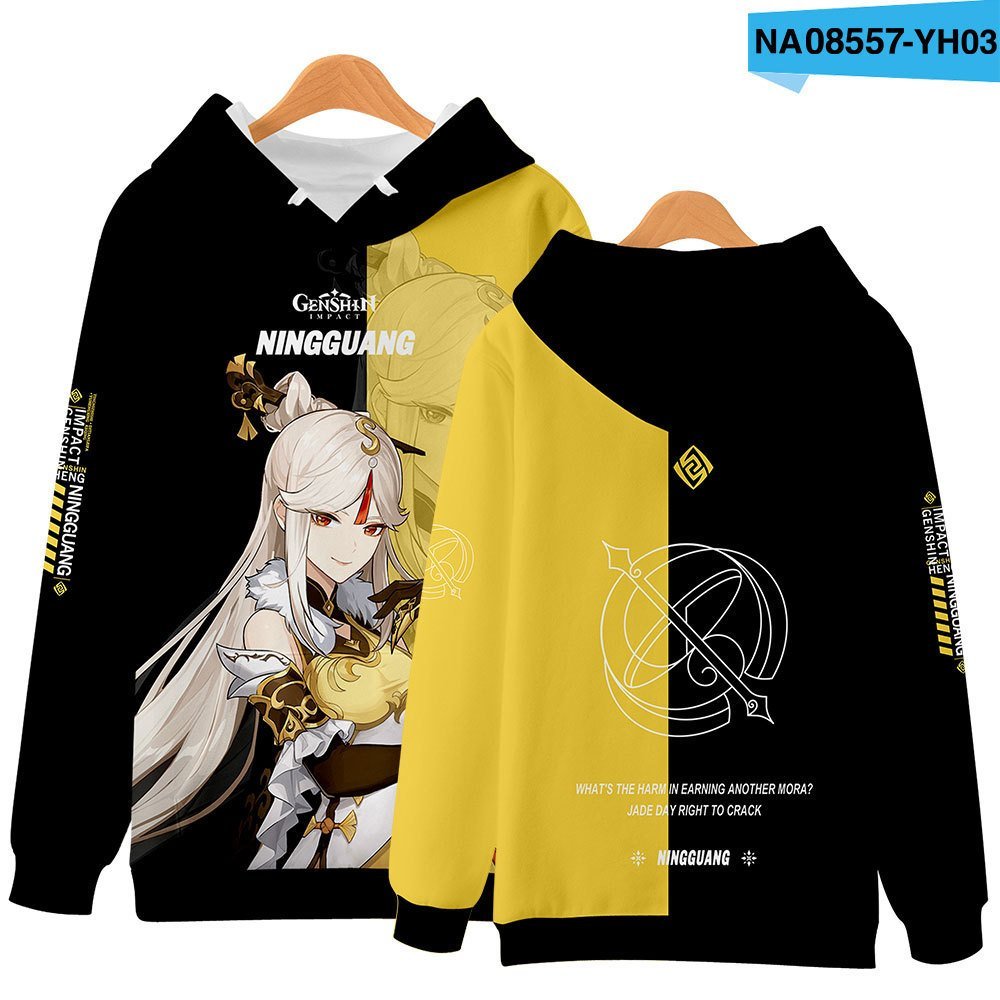 NA08557-YH03
GENSHIN
IMPACT
NINGGUANG
IMPACT
GENSHIN
NINGGUANG
IMPACT
GENSHIN
NINGGUANG
WHAT'S THE HARM IN EARNING ANOTHER MORA?
JADE DAY RIGHT TO CRACK
NINGGUANG